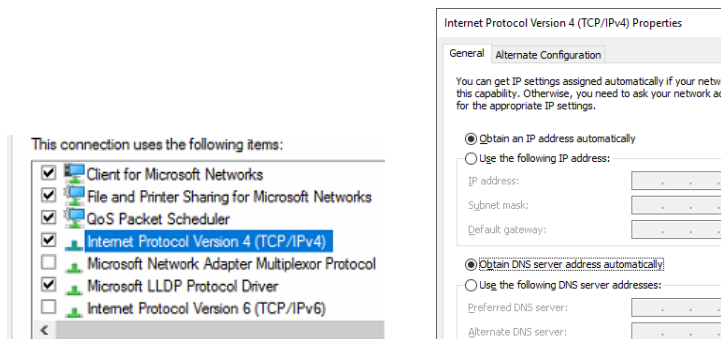 This connection uses the following items:
Client for Microsoft Networks
File and Printer Sharing for Microsoft Networks
QoS Packet Scheduler
Internet Protocol Version 4 (TCP/IPv4)
Microsoft Network Adapter Multiplexor Protocol
Microsoft LLDP Protocol Driver
Internet Protocol Version 6 (TCP/IPv6)
Internet Protocol Version 4 (TCP/IPv4) Properties
General
Alternate Configuration
You can get IP settings assigned automatically if your netw
this capability. Otherwise, you need to ask your network ad
for the appropriate IP settings.
Obtain an IP address automatically
Use the following IP address:
IP address:
Subnet mask:
Default gateway:
Obtain DNS server address automatically
Use the following DNS server addresses:
Preferred DNS server:
Alternate DNS server: